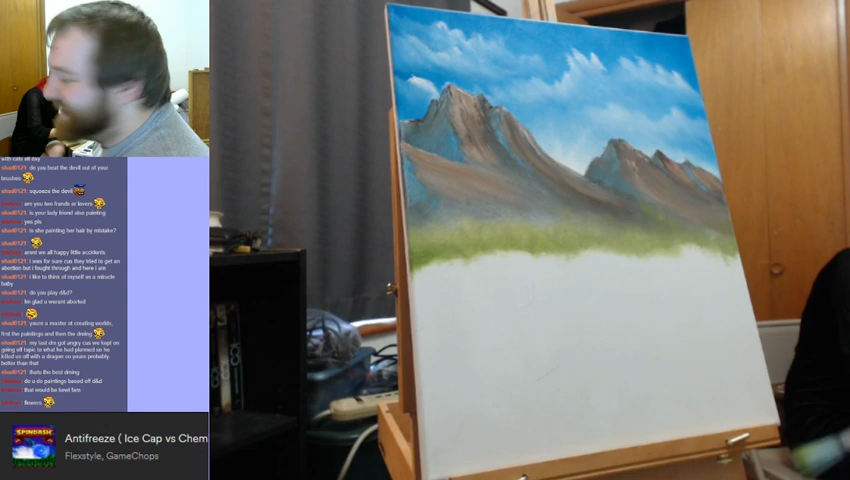 with cats all day
shad0121: do you beat the devil out of your
brushes
shad0121: squeeze the devil
: are you two frands or lovers
shad0121: is your lady friend also painting
: yes pls
shad0121: is she painting her hair by mistake?
shad0121:
: arent we all happy little accidents
shad0121: i was for sure cus they tried to get an
abortion but i fought through and here i am
shad0121: i like to think of myself as a miracle
baby
shad0121: do you play d&d?
: im glad u werent aborted
shad0121: youre a master at creating worlds,
first the paintings and then the dming
shad0121: my last dm got angry cus we kept on
going off topic to what he had planned so he
killed us off with a dragon so youre probably
better than that
shad0121: thats the best dming
: do u do paintings based off d&d
: that would be lovel fam
: flowers
SPINDASH
Antifreeze ( Ice Cap vs Chem
Flexstyle, GameChops